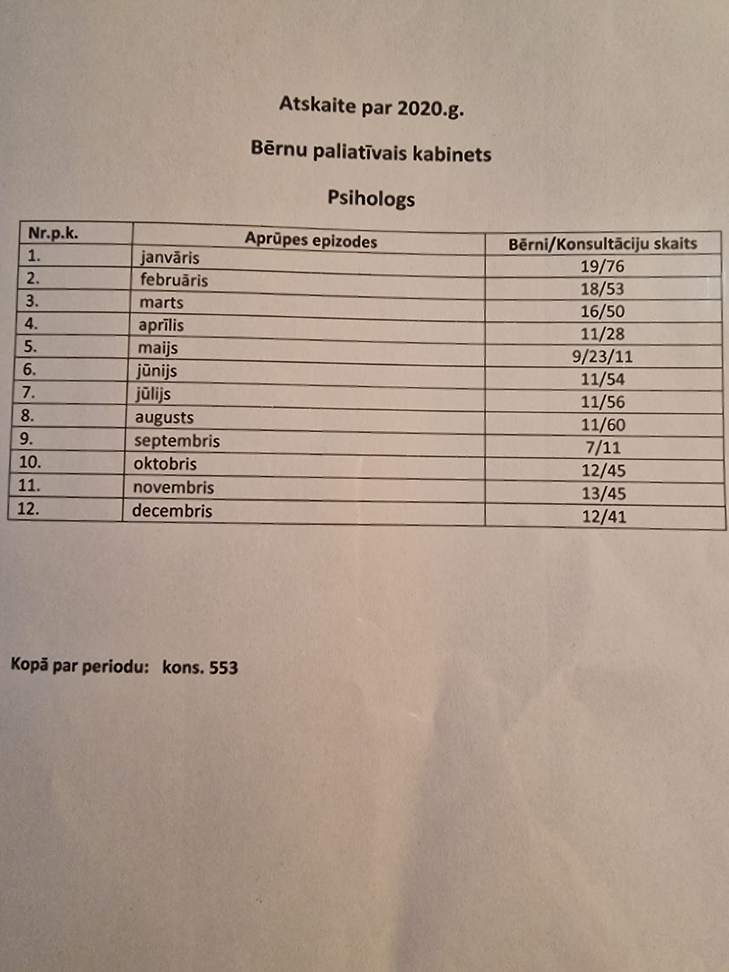 Atskaite par 2020.g.
Bērnu paliatīvais kabinets
Psihologs
Nr.p.k. Aprūpes epizodes Bērni/Konsultāciju skaits
1. janvāris 19/76
2. februāris 18/53
3. marts 16/50
4. aprīlis 11/28
5. maijs 9/23/11
6. jūnijs 11/54
7. jūlijs 11/56
8. augusts 11/60
9. septembris 7/11
10. oktobris 12/45
11. novembris 13/45
12. decembris 12/41
Kopā par periodu: kons. 553